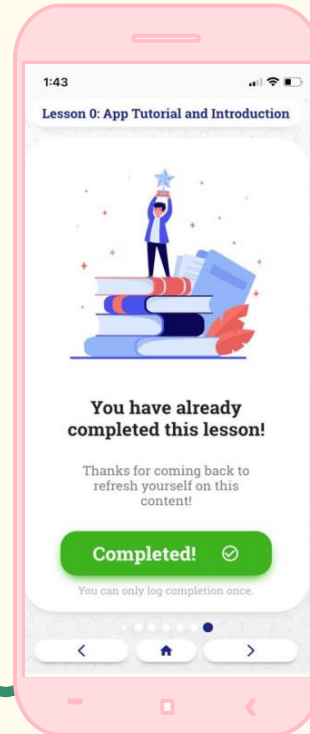 1:43
Lesson 0: App Tutorial and Introduction
You have already
completed this lesson!
Thanks for coming back to
refresh yourself on this
content!
Completed!
You can only log completion once.